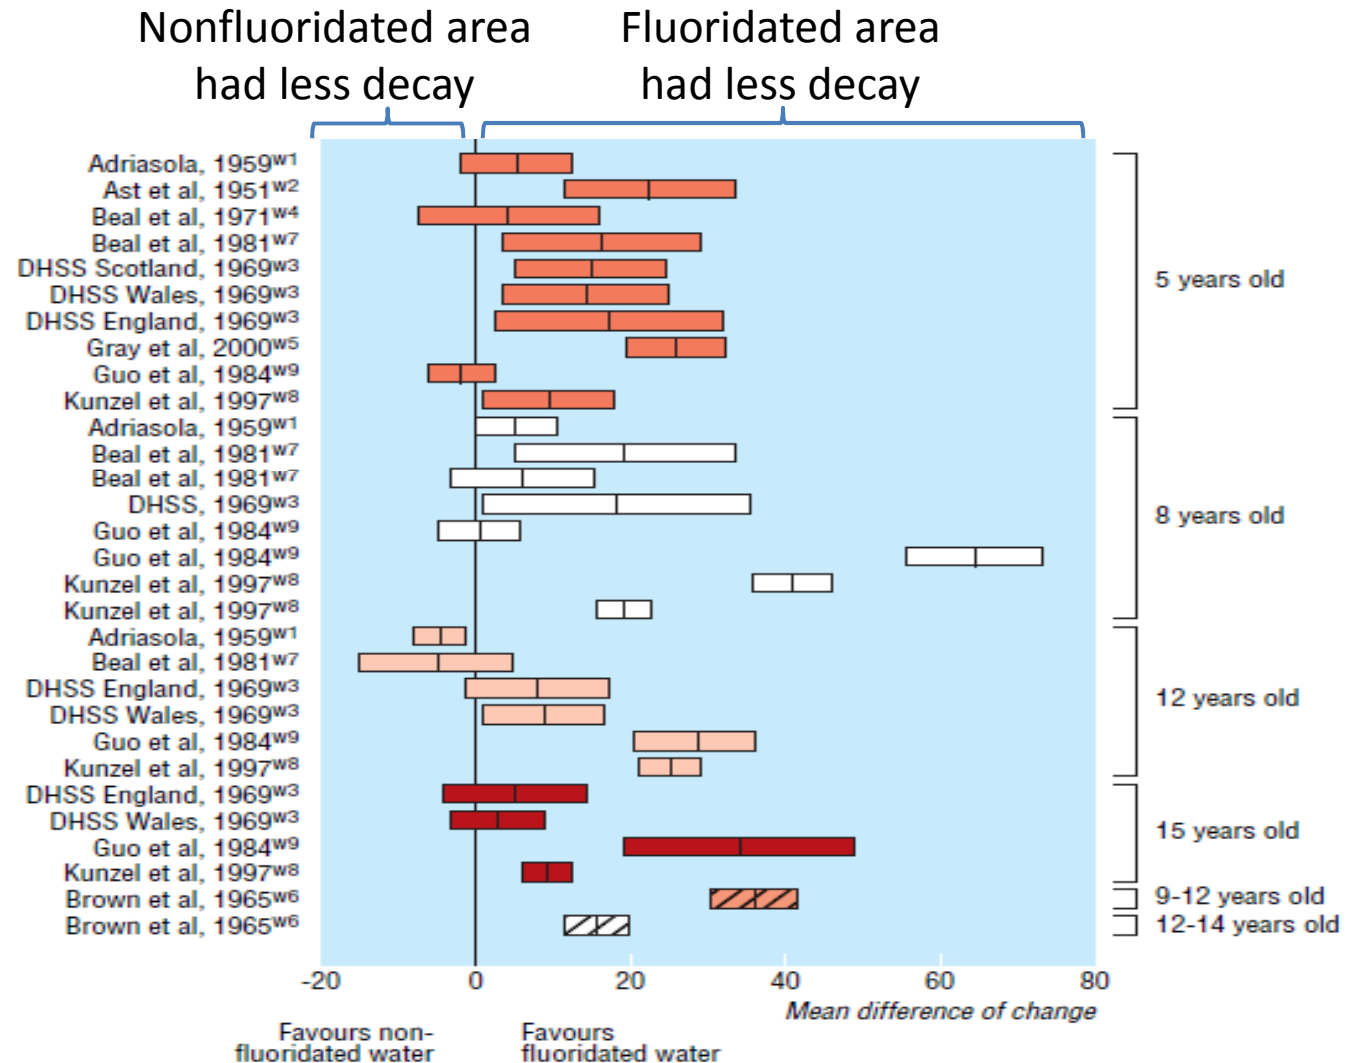 Nonfluoridated area
had less decay
Fluoridated area
had less decay
Adriasola, 1959w1
Ast et al, 1951w2
Beal et al, 1971w4
Beal et al, 1981w7
DHSS Scotland, 1969w3
DHSS Wales, 1969w3
DHSS England, 1969w3
Gray et al, 2000w5
Guo et al, 1984w9
Kunzel et al, 1997w8
5 years old
Adriasola, 1959w1
Beal et al, 1981w7
Beal et al, 1981w7
DHSS, 1969w3
Guo et al, 1984w9
Guo et al, 1984w9
Kunzel et al, 1997w8
Kunzel et al, 1997w8
8 years old
Adriasola, 1959w1
Beal et al, 1981w7
DHSS England, 1969w3
DHSS Wales, 1969w3
Guo et al, 1984w9
Kunzel et al, 1997w8
12 years old
DHSS England, 1969w3
DHSS Wales, 1969w3
Guo et al, 1984w9
Kunzel et al, 1997w8
15 years old
Brown et al, 1965w6
9-12 years old
Brown et al, 1965w6
12-14 years old
-20 0 20 40 60 80
Mean difference of change
Favours non-
fluoridated water
Favours
fluoridated water